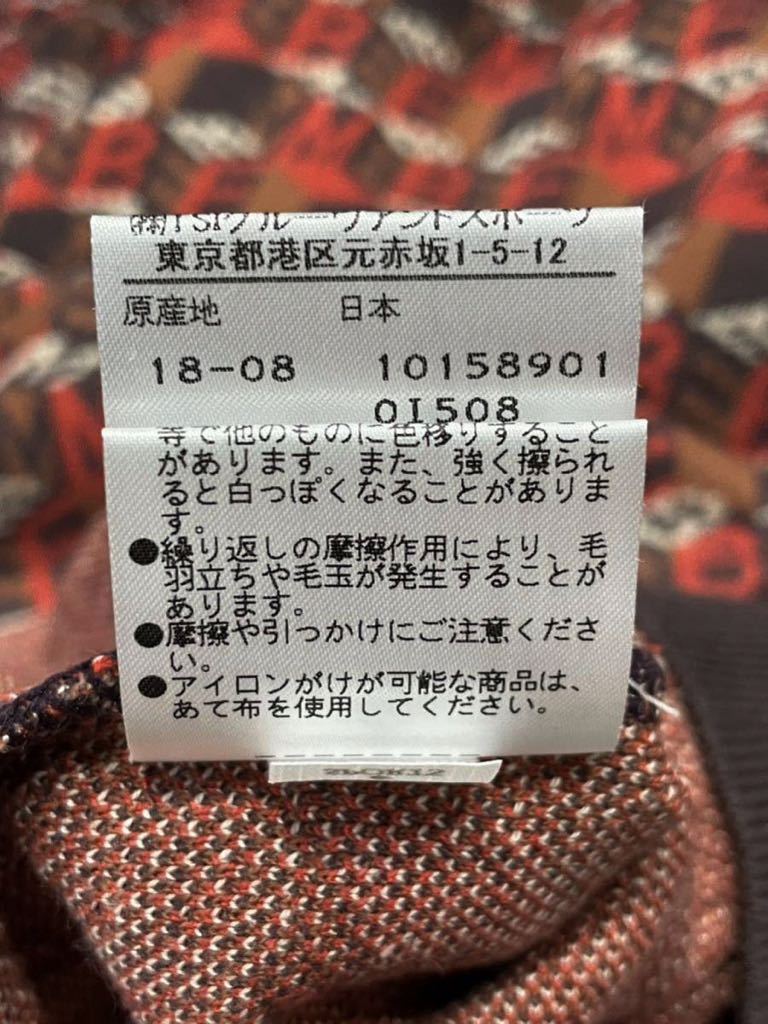 ㈱TSIグルーヴアンドスポーツ
東京都港区元赤坂1-5-12
原産地 日本
18-08 10158901
01508
等で他のものに色移りすること
があります。また、強く擦られ
ると白っぽくなることがありま
す。
●繰り返しの摩擦作用により、毛
羽立ちや毛玉が発生することが
あります。
●摩擦や引っかけにご注意くださ
い。
●アイロンがけが可能な商品は、
あて布を使用してください。